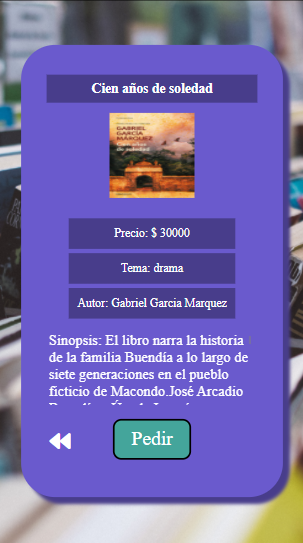 Cien años de soledad
GABRIEL
GARCÍA
MÁRQUEZ
Cien años
de soledad
Precio: $ 30000
Tema: drama
Autor: Gabriel Garcia Marquez
Sinopsis: El libro narra la historia
de la familia Buendía a lo largo de
siete generaciones en el pueblo
ficticio de Macondo.José Arcadio
Pedir